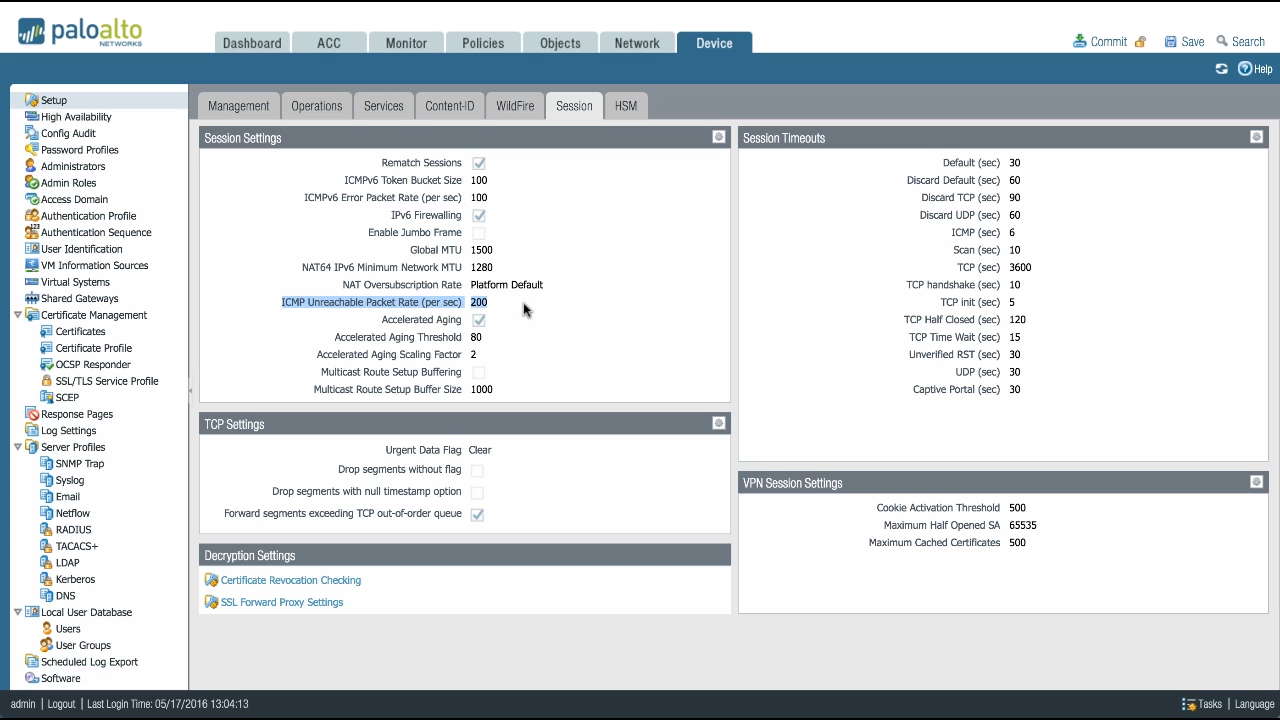 paloalto
NETWORKS
Dashboard ACC Monitor Policies Objects Network Device
Commit Save Search
Help
Setup
High Availability
Config Audit
Password Profiles
Administrators
Admin Roles
Access Domain
Authentication Profile
Authentication Sequence
User Identification
VM Information Sources
Virtual Systems
Shared Gateways
Certificate Management
Certificates
Certificate Profile
OCSP Responder
SSL/TLS Service Profile
SCEP
Response Pages
Log Settings
Server Profiles
SNMP Trap
Syslog
Email
Netflow
RADIUS
TACACS+
LDAP
Kerberos
DNS
Local User Database
Users
User Groups
Scheduled Log Export
Software
Management Operations Services Content-ID WildFire Session HSM
Session Settings
Rematch Sessions
ICMPv6 Token Bucket Size 100
ICMPv6 Error Packet Rate (per sec) 100
IPv6 Firewalling
Enable Jumbo Frame
Global MTU 1500
NAT64 IPv6 Minimum Network MTU 1280
NAT Oversubscription Rate Platform Default
ICMP Unreachable Packet Rate (per sec) 200
Accelerated Aging
Accelerated Aging Threshold 80
Accelerated Aging Scaling Factor 2
Multicast Route Setup Buffering
Multicast Route Setup Buffer Size 1000
TCP Settings
Urgent Data Flag Clear
Drop segments without flag
Drop segments with null timestamp option
Forward segments exceeding TCP out-of-order queue
Decryption Settings
Certificate Revocation Checking
SSL Forward Proxy Settings
Session Timeouts
Default (sec) 30
Discard Default (sec) 60
Discard TCP (sec) 90
Discard UDP (sec) 60
ICMP (sec) 6
Scan (sec) 10
TCP (sec) 3600
TCP handshake (sec) 10
TCP init (sec) 5
TCP Half Closed (sec) 120
TCP Time Wait (sec) 15
Unverified RST (sec) 30
UDP (sec) 30
Captive Portal (sec) 30
VPN Session Settings
Cookie Activation Threshold 500
Maximum Half Opened SA 65535
Maximum Cached Certificates 500
admin | Logout | Last Login Time: 05/17/2016 13:04:13
Tasks | Language